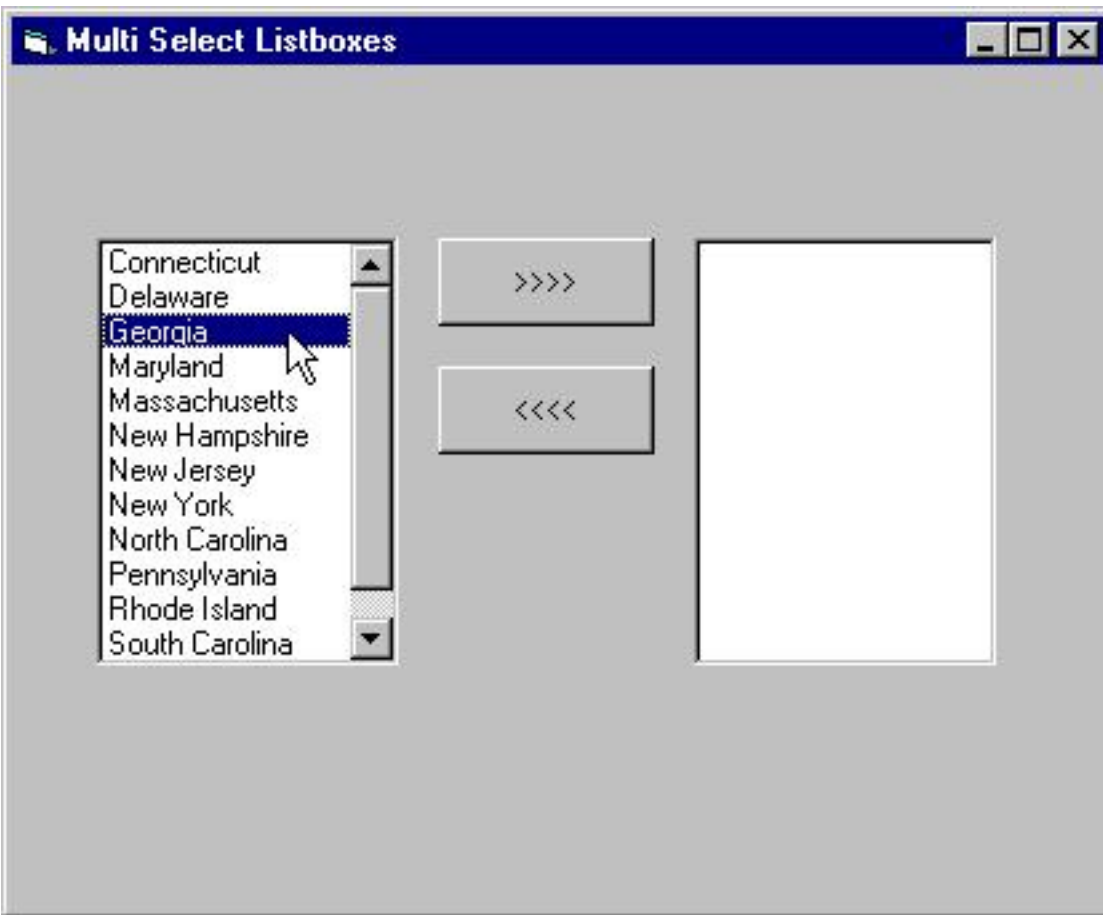 Multi Select Listboxes
Connecticut
Delaware
Georgia
Maryland
Massachusetts
New Hampshire
New Jersey
New York
North Carolina
Pennsylvania
Rhode Island
South Carolina
>>>>
<<<<